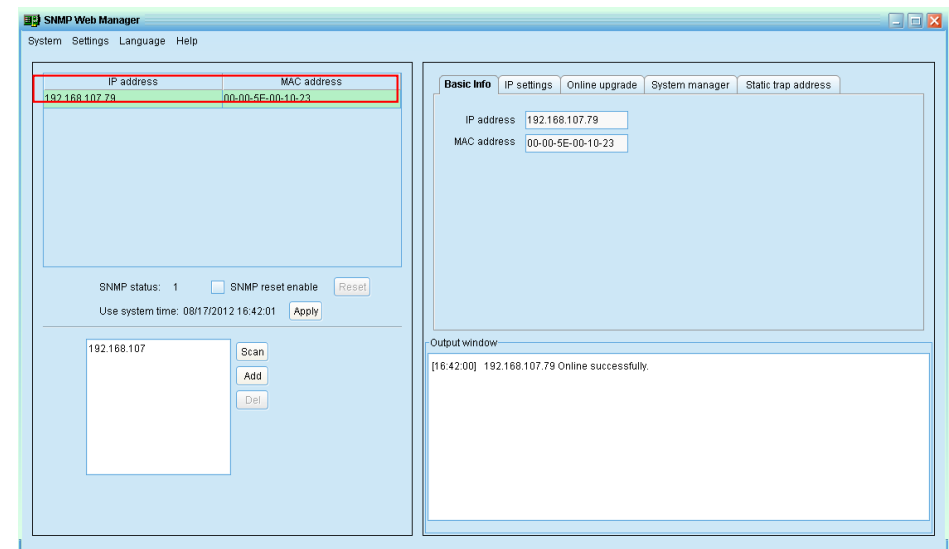 SNMP Web Manager
System Settings Language Help
IP address MAC address
192.168.107.79 00-00-5E-00-10-23
SNMP status: 1 SNMP reset enable Reset
Use system time: 08/17/2012 16:42:01 Apply
192.168.107
Scan
Add
Del
Basic Info IP settings Online upgrade System manager Static trap address
IP address 192.168.107.79
MAC address 00-00-5E-00-10-23
Output window
[16:42:00] 192.168.107.79 Online successfully.